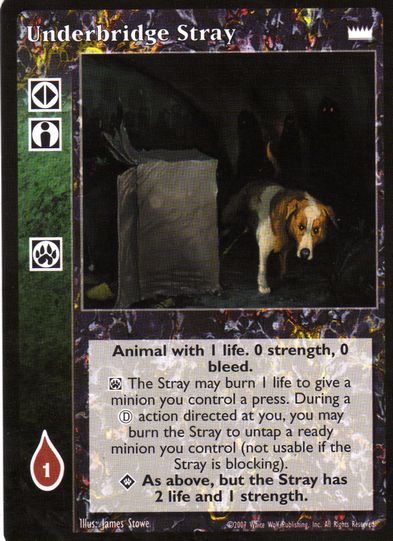 Underbridge Stray
Animal with 1 life. 0 strength, 0
bleed.
The Stray may burn 1 life to give a
minion you control a press. During a
Ⓓ action directed at you, you may
burn the Stray to untap a ready
minion you control (not usable if the
Stray is blocking).
As above, but the Stray has
2 life and 1 strength.
1
Illus: James Stowe
©2007 White Wolf Publishing, Inc. All Rights Reserved.